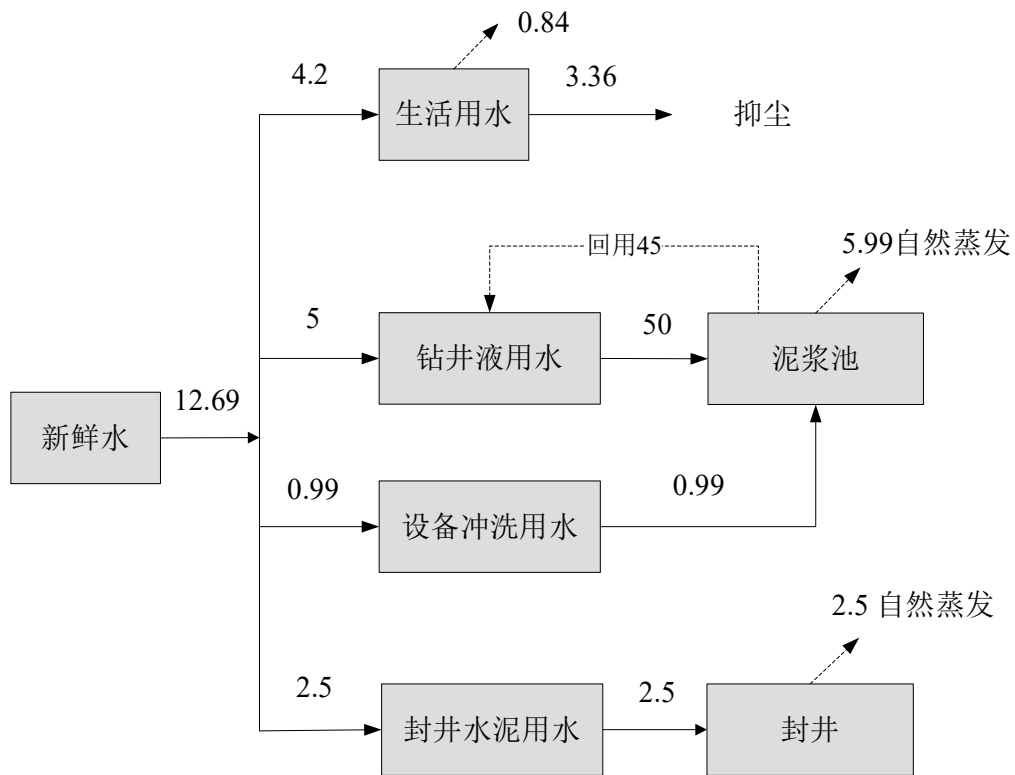 0.84
4.2
3.36
生活用水
抑尘
回用45
5.99自然蒸发
5
50
钻井液用水
泥浆池
12.69
新鲜水
0.99
0.99
设备冲洗用水
2.5 自然蒸发
2.5
2.5
封井水泥用水
封井